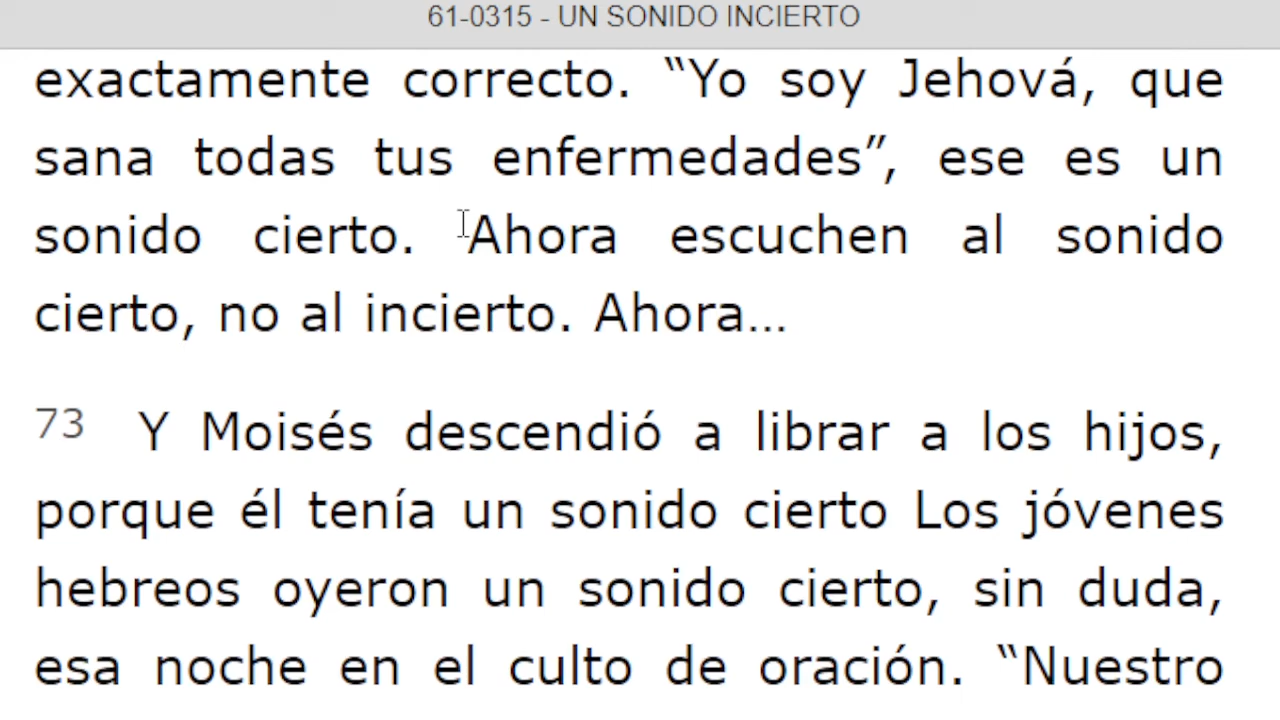 61-0315 - UN SONIDO INCIERTO
exactamente correcto. “Yo soy Jehová, que
sana todas tus enfermedades”, ese es un
sonido cierto. Ahora escuchen al sonido
cierto, no al incierto. Ahora...
73 Y Moisés descendió a librar a los hijos,
porque él tenía un sonido cierto Los jóvenes
hebreos oyeron un sonido cierto, sin duda,
esa noche en el culto de oración. “Nuestro